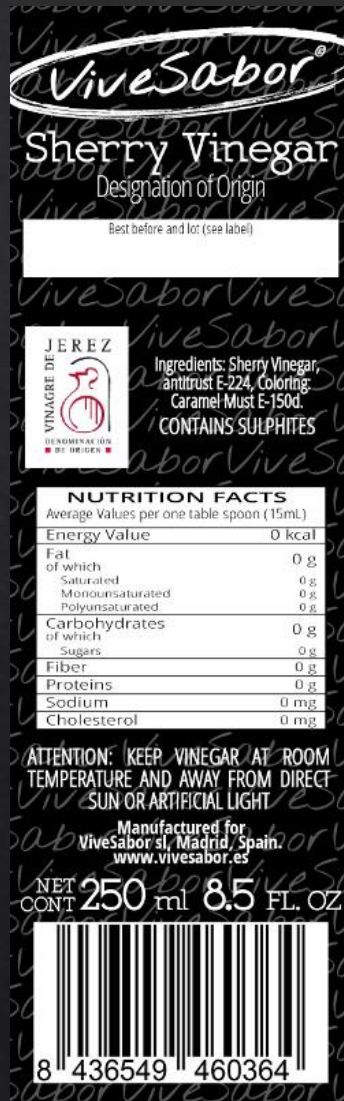 ViveSabor®
Sherry Vinegar
Designation of Origin
Best before and lot (see label)
JEREZ
VINAGRE DE
DENOMINACIÓN
DE ORIGEN
Ingredients: Sherry Vinegar,
antitrust E-224, Coloring:
Caramel Must E-150d.
CONTAINS SULPHITES
NUTRITION FACTS
Average Values per one table spoon (15mL)
Energy Value 0 kcal
Fat 0 g
of which
Saturated 0 g
Monounsaturated 0 g
Polyunsaturated 0 g
Carbohydrates 0 g
of which
Sugars 0 g
Fiber 0 g
Proteins 0 g
Sodium 0 mg
Cholesterol 0 mg
ATTENTION: KEEP VINEGAR AT ROOM
TEMPERATURE AND AWAY FROM DIRECT
SUN OR ARTIFICIAL LIGHT
Manufactured for
ViveSabor sl, Madrid, Spain.
www.vivesabor.es
NET CONT 250 ml 8.5 FL. OZ
8 436549 460364